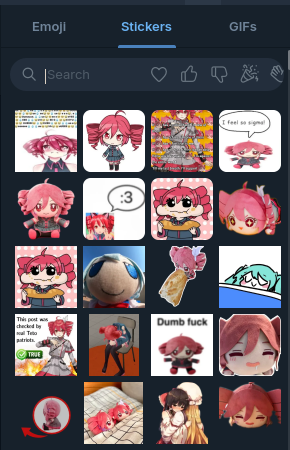 Emoji
Stickers
GIFs
Search
I feel so sigma!
:3
This post was
checked by
real Teto
patriots.
TRUE
Dumb fuck